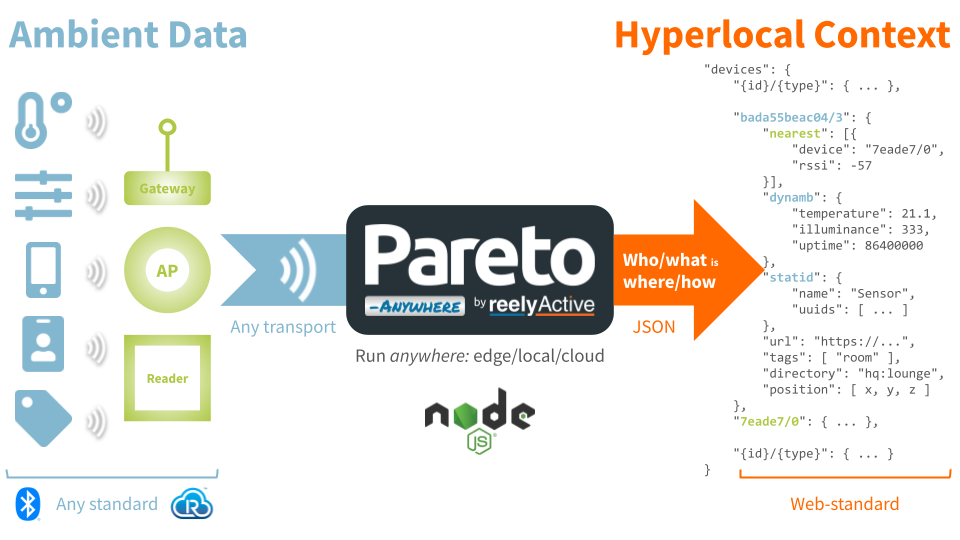 Ambient Data
Hyperlocal Context
Gateway
AP
Reader
Any standard
R
Any transport
Pareto
-Anywhere
by reelyActive
Run anywhere: edge/local/cloud
node
JS
Who/what is
where/how
JSON
"devices": {
"{id}/{type}": { ... },
"bada55beac04/3": {
"nearest": [{
"device": "7eade7/0",
"rssi": -57
}],
"dynamb": {
"temperature": 21.1,
"illuminance": 333,
"uptime": 86400000
},
"statid": {
"name": "Sensor",
"uuids": [ ... ]
},
"url": "https://...",
"tags": [ "room" ],
"directory": "hq:lounge",
"position": [ x, y, z ]
},
"7eade7/0": { ... },
"{id}/{type}": { ... }
}
Web-standard